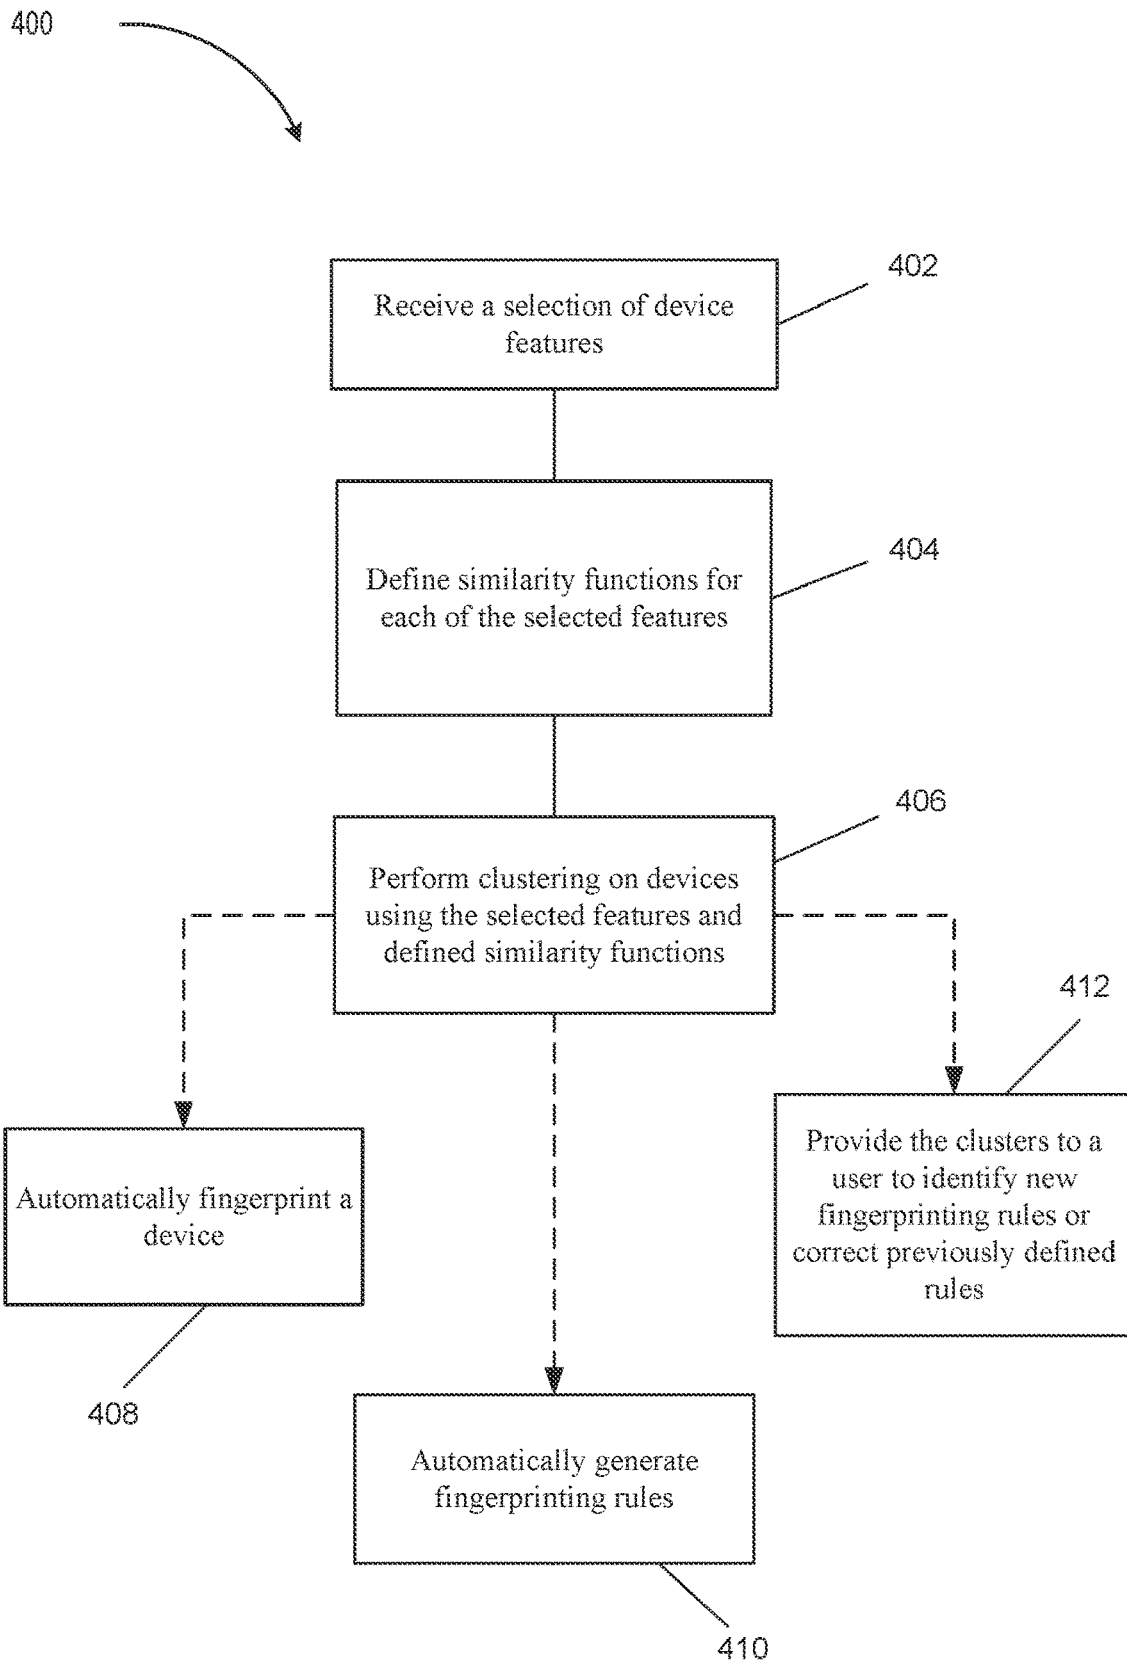 400
402
Receive a selection of device
features
404
Define similarity functions for
each of the selected features
406
Perform clustering on devices
using the selected features and
defined similarity functions
412
Provide the clusters to a
user to identify new
fingerprinting rules or
correct previously defined
rules
Automatically fingerprint a
device
408
Automatically generate
fingerprinting rules
410